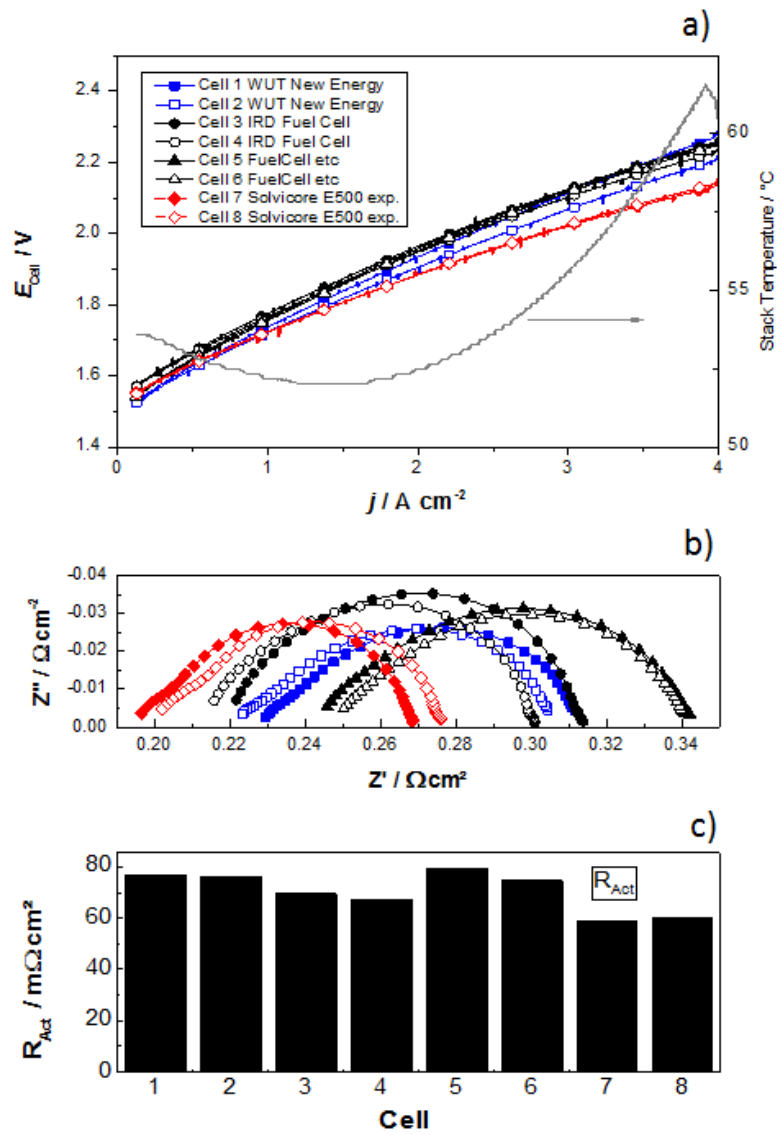 a)
2.4
2.2
2.0
1.8
1.6
1.4
E_Cell / V
Cell 1 WUT New Energy
Cell 2 WUT New Energy
Cell 3 IRD Fuel Cell
Cell 4 IRD Fuel Cell
Cell 5 FuelCell etc
Cell 6 FuelCell etc
Cell 7 Solvicore E500 exp.
Cell 8 Solvicore E500 exp.
60
55
50
Stack Temperature / °C
0 1 2 3 4
j / A cm⁻²
b)
-0.04
-0.03
-0.02
-0.01
0.00
Z" / Ωcm⁻²
0.20 0.22 0.24 0.26 0.28 0.30 0.32 0.34
Z' / Ωcm²
c)
80
60
40
20
0
R_Act / mΩcm²
R_Act
1 2 3 4 5 6 7 8
Cell